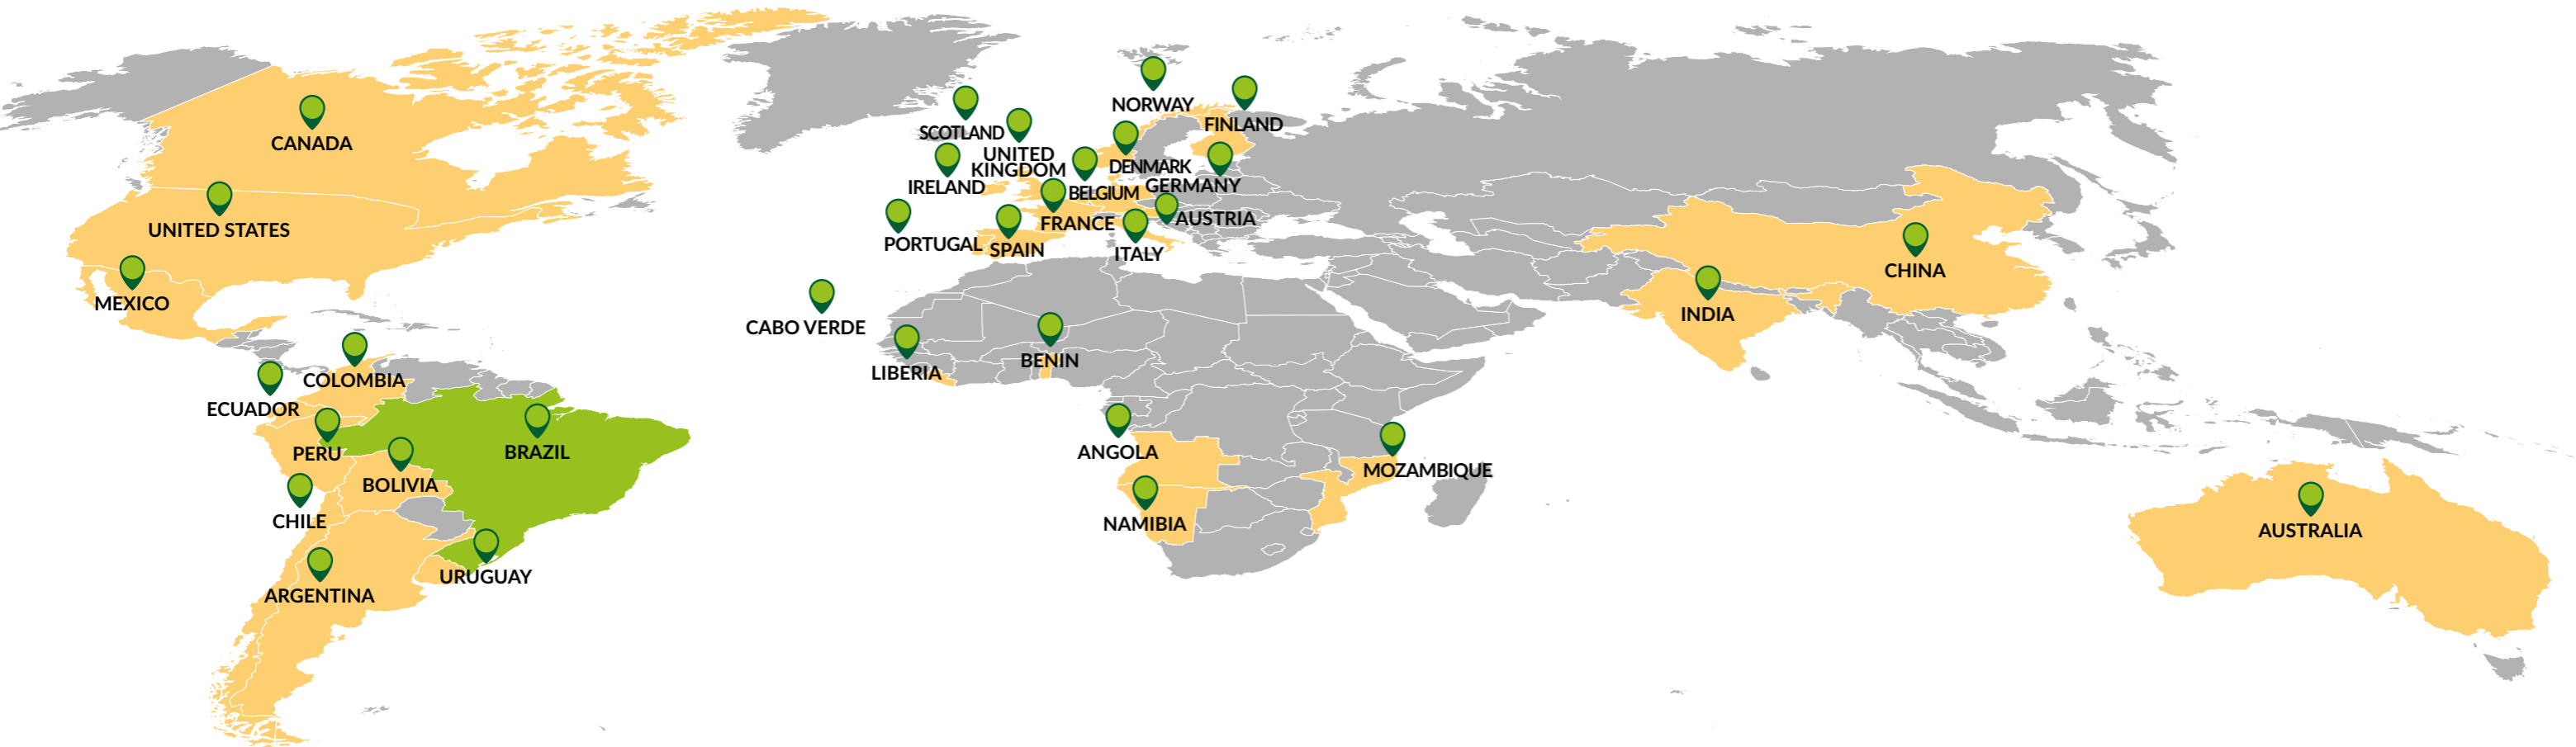 CANADA
UNITED STATES
MEXICO
COLOMBIA
ECUADOR
PERU
BRAZIL
BOLIVIA
CHILE
URUGUAY
ARGENTINA
NORWAY
FINLAND
SCOTLAND
UNITED
KINGDOM
IRELAND
DENMARK
BELGIUM
GERMANY
FRANCE
AUSTRIA
PORTUGAL
SPAIN
ITALY
CABO VERDE
LIBERIA
BENIN
ANGOLA
MOZAMBIQUE
NAMIBIA
CHINA
INDIA
AUSTRALIA